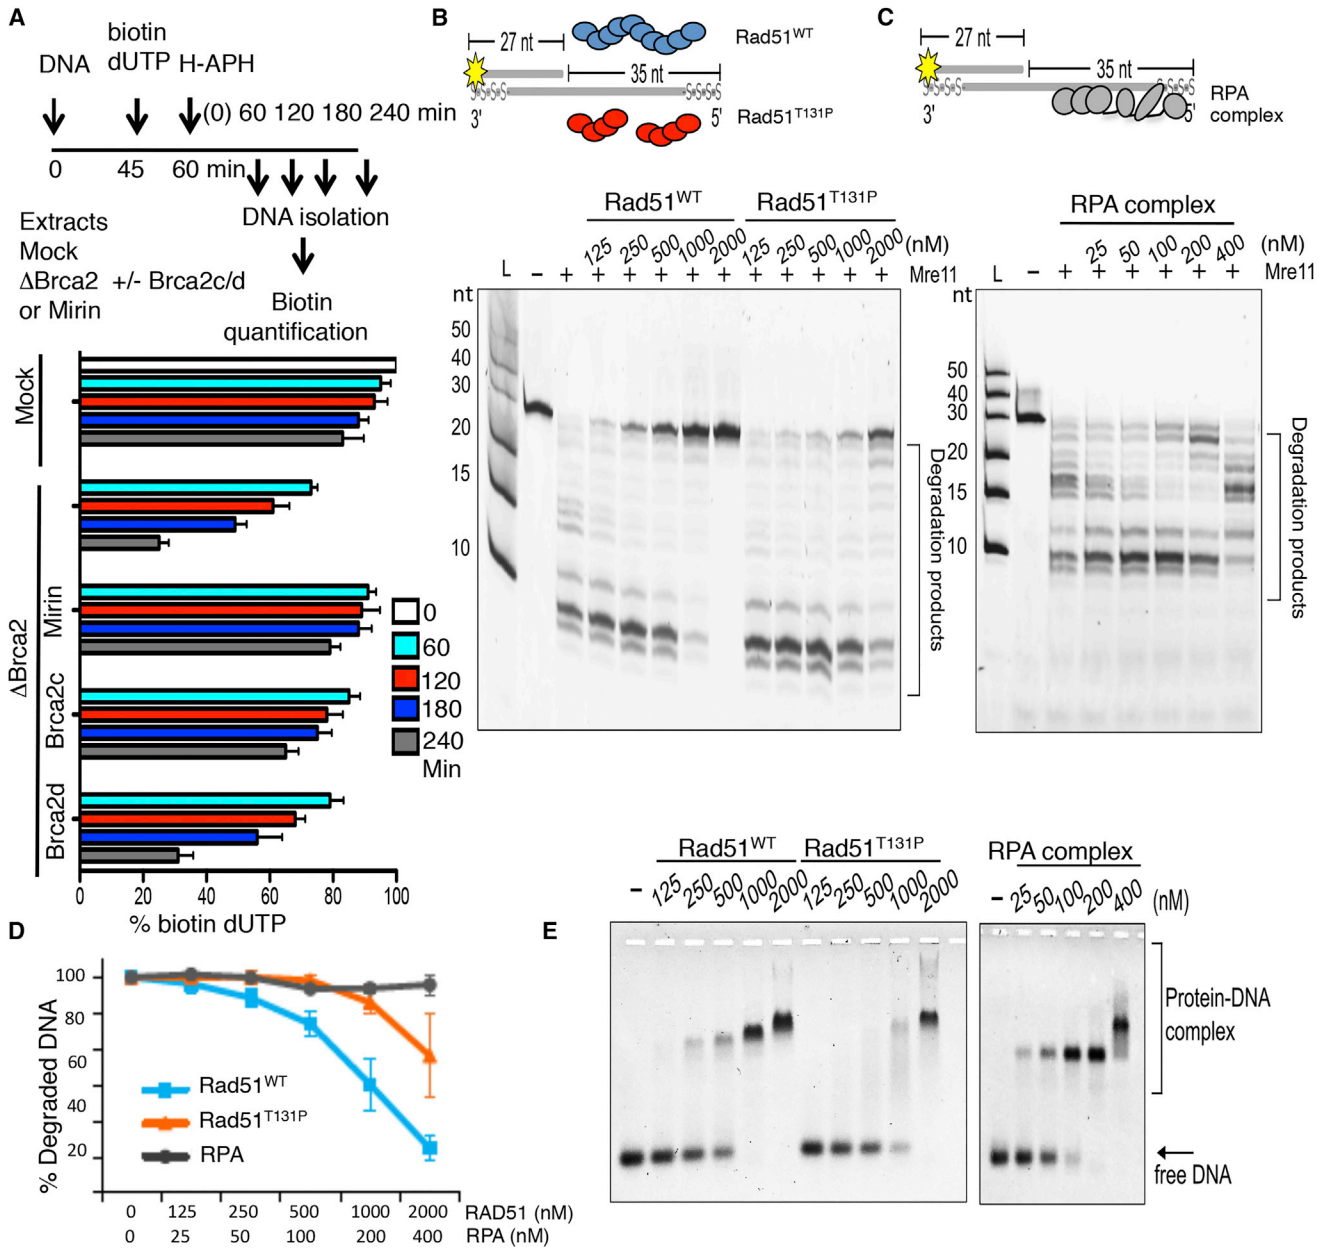 A
DNA
biotin
dUTP
H-APH
(0) 60 120 180 240 min
0 45 60 min
DNA isolation
Extracts
Mock
ΔBrca2 +/- Brca2c/d
or Mirin
Biotin
quantification
Mock
ΔBrca2
Mirin
Brca2c
Brca2d
0
60
120
180
240
Min
0 20 40 60 80 100
% biotin dUTP
B
27 nt
35 nt
Rad51WT
Rad51T131P
S S S S S S S S
3' 5'
Rad51WT Rad51T131P
125 250 500 1000 2000 125 250 500 1000 2000 (nM)
L - + + + + + + + + + + + Mre11
nt
50
40
30
20
15
10
Degradation products
C
27 nt
35 nt
S S S S S S S S
3' 5'
RPA
complex
RPA complex
25 50 100 200 400 (nM)
L - + + + + + + Mre11
nt
50
40
30
20
15
10
Degradation products
D
% Degraded DNA
100
80
60
40
20
Rad51WT
Rad51T131P
RPA
0 125 250 500 1000 2000 RAD51 (nM)
0 25 50 100 200 400 RPA (nM)
E
Rad51WT Rad51T131P
- 125 250 500 1000 2000 125 250 500 1000 2000
RPA complex
- 25 50 100 200 400 (nM)
Protein-DNA
complex
free DNA